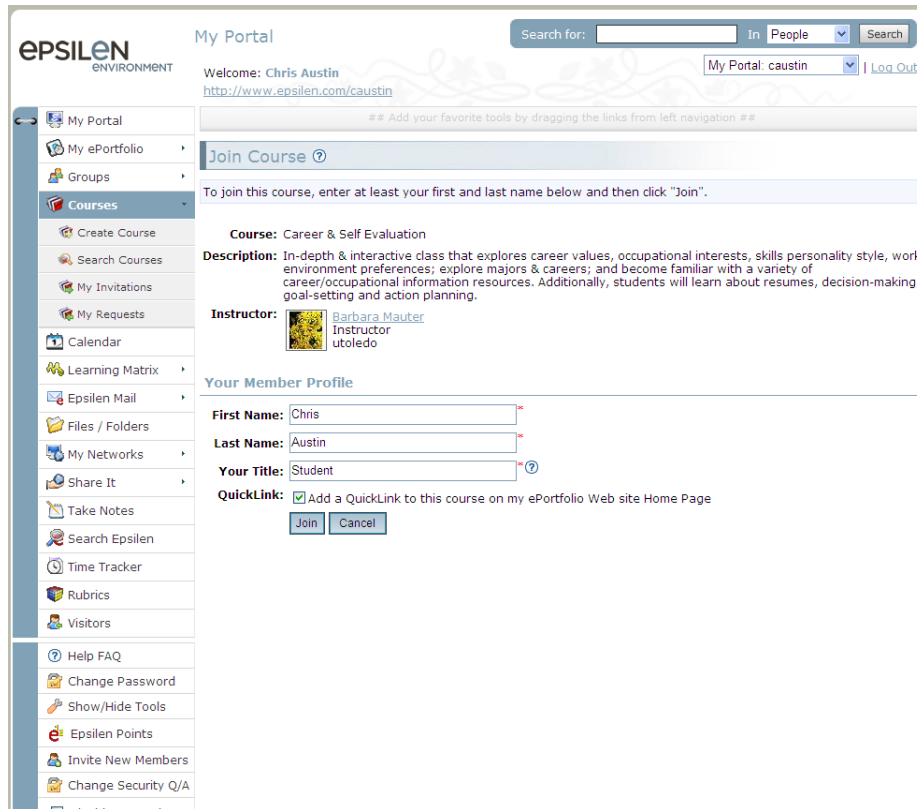 EPSILEN
ENVIRONMENT
My Portal
Search for:
In People
Search
Welcome: Chris Austin
My Portal: caustin
| Log Out
http://www.epsilen.com/caustin
## Add your favorite tools by dragging the links from left navigation ##
My Portal
My ePortfolio
Groups
Courses
Create Course
Search Courses
My Invitations
My Requests
Calendar
Learning Matrix
Epsilen Mail
Files / Folders
My Networks
Share It
Take Notes
Search Epsilen
Time Tracker
Rubrics
Visitors
Help FAQ
Change Password
Show/Hide Tools
Epsilen Points
Invite New Members
Change Security Q/A
Join Course ?
To join this course, enter at least your first and last name below and then click "Join".
Course: Career & Self Evaluation
Description: In-depth & interactive class that explores career values, occupational interests, skills personality style, work
environment preferences; explore majors & careers; and become familiar with a variety of
career/occupational information resources. Additionally, students will learn about resumes, decision-making
goal-setting and action planning.
Instructor: Barbara Mauter
Instructor
utoledo
Your Member Profile
First Name: Chris *
Last Name: Austin *
Your Title: Student * ?
QuickLink: Add a QuickLink to this course on my ePortfolio Web site Home Page
Join Cancel